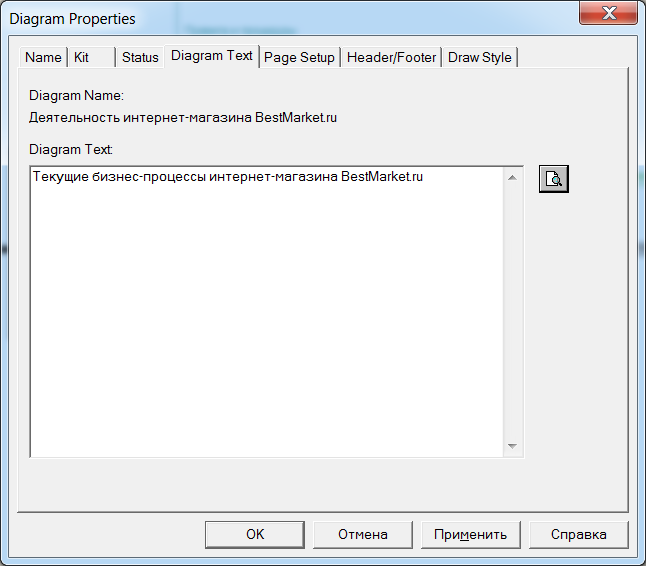 Diagram Properties
Name Kit Status Diagram Text Page Setup Header/Footer Draw Style
Diagram Name:
Деятельность интернет-магазина BestMarket.ru
Diagram Text:
Текущие бизнес-процессы интернет-магазина BestMarket.ru
OK Отмена Применить Справка